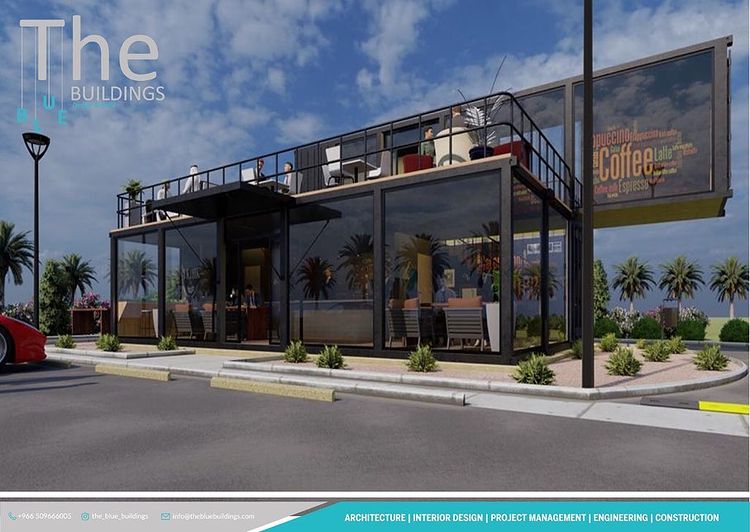 The
BUILDINGS
BLUE
Cappuccino
Coffee
Latte
Espresso
+966 509666005
the_blue_buildings
info@thebluebuildings.com
ARCHITECTURE | INTERIOR DESIGN | PROJECT MANAGEMENT | ENGINEERING | CONSTRUCTION